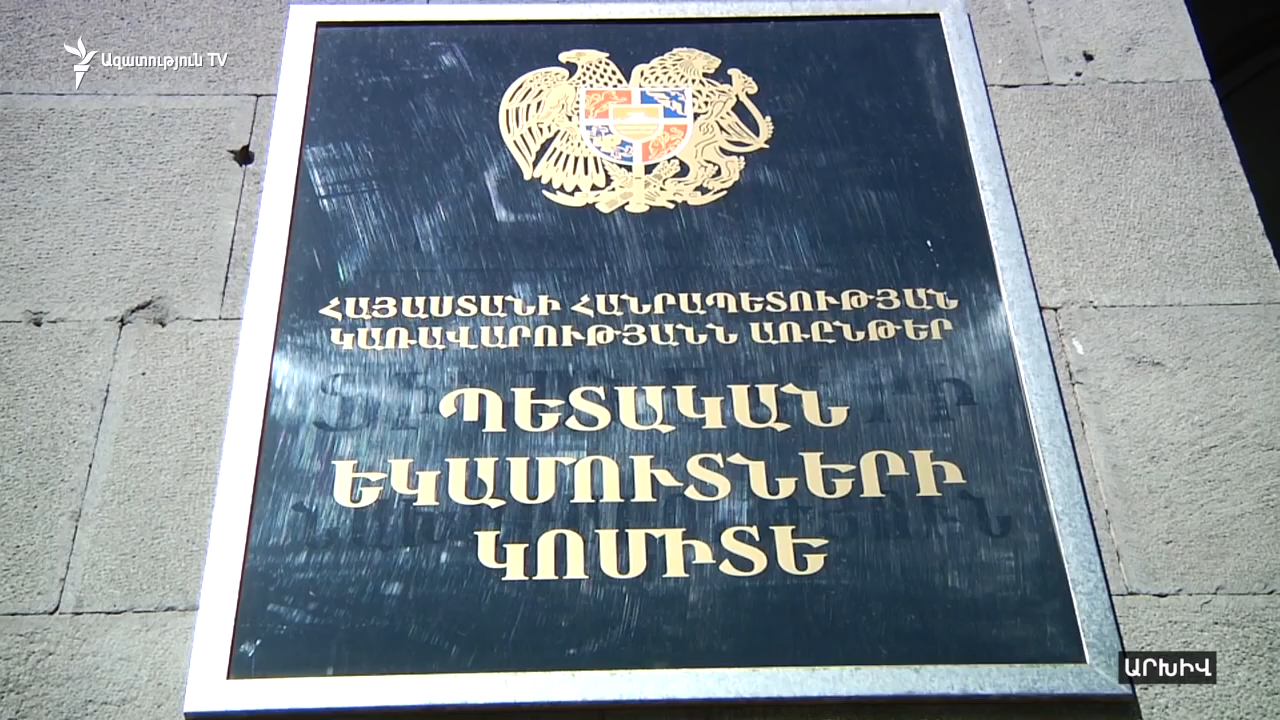 Ազատություն TV
ՀԱՅԱՍՏԱՆԻ ՀԱՆՐԱՊԵՏՈՒԹՅԱՆ
ԿԱՌԱՎԱՐՈՒԹՅԱՆՆ ԱՌԸՆԹԵՐ
ՊԵՏԱԿԱՆ
ԵԿԱՄՈՒՏՆԵՐԻ
ԿՈՄԻՏԵ
ԱՐԽԻՎ